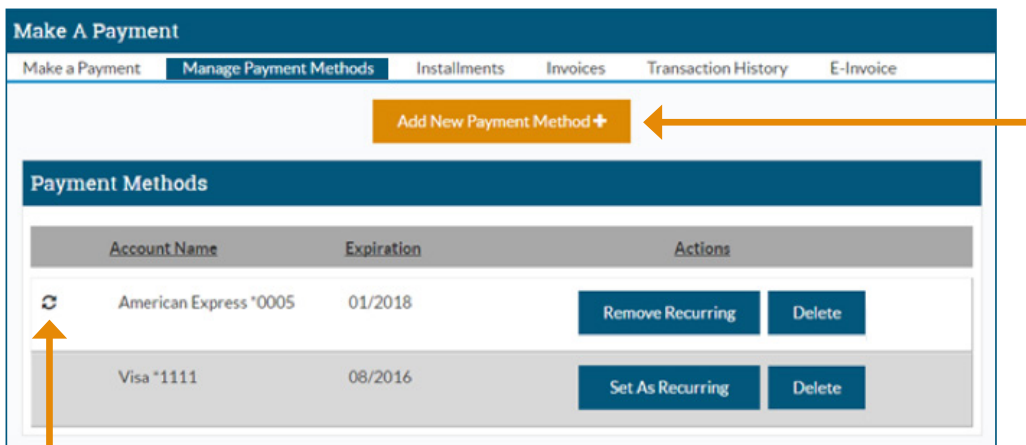 Make A Payment
Make a Payment Manage Payment Methods Installments Invoices Transaction History E-Invoice
Add New Payment Method +
Payment Methods
Account Name Expiration Actions
American Express *0005 01/2018 Remove Recurring Delete
Visa *1111 08/2016 Set As Recurring Delete